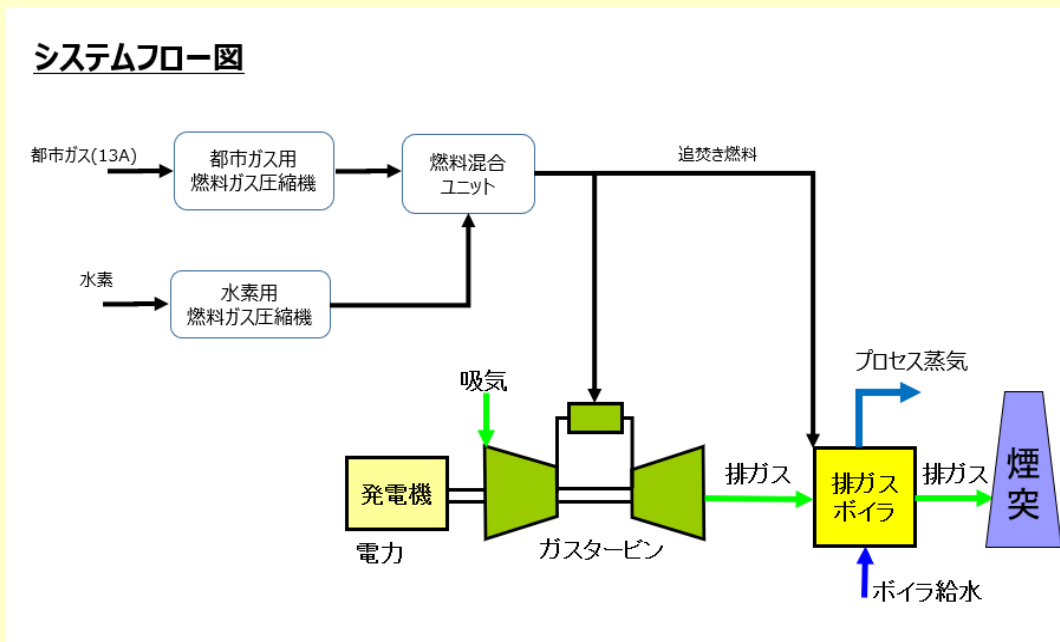 システムフロー図
都市ガス(13A)
都市ガス用
燃料ガス圧縮機
燃料混合
ユニット
追焚き燃料
水素
水素用
燃料ガス圧縮機
プロセス蒸気
吸気
発電機
電力
ガスタービン
排ガス
排ガス
ボイラ
排ガス
煙突
ボイラ給水